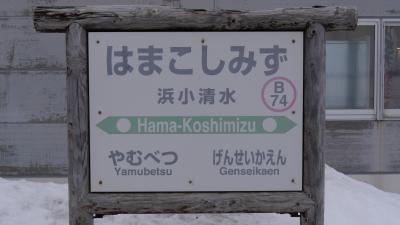 はまこしみず
浜小清水
B
74
Hama-Koshimizu
やむべつ げんせいかえん
Yamubetsu Genseikaen